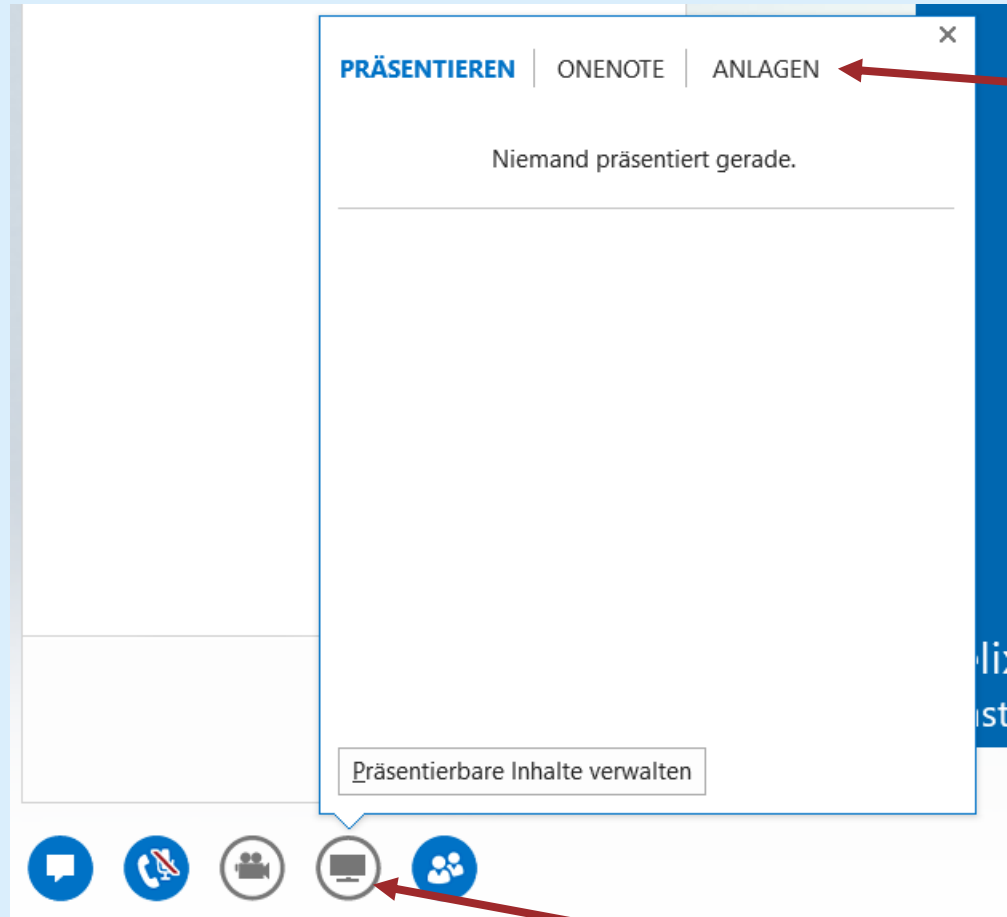 PRÄSENTIEREN ONENOTE ANLAGEN
Niemand präsentiert gerade.
Präsentierbare Inhalte verwalten